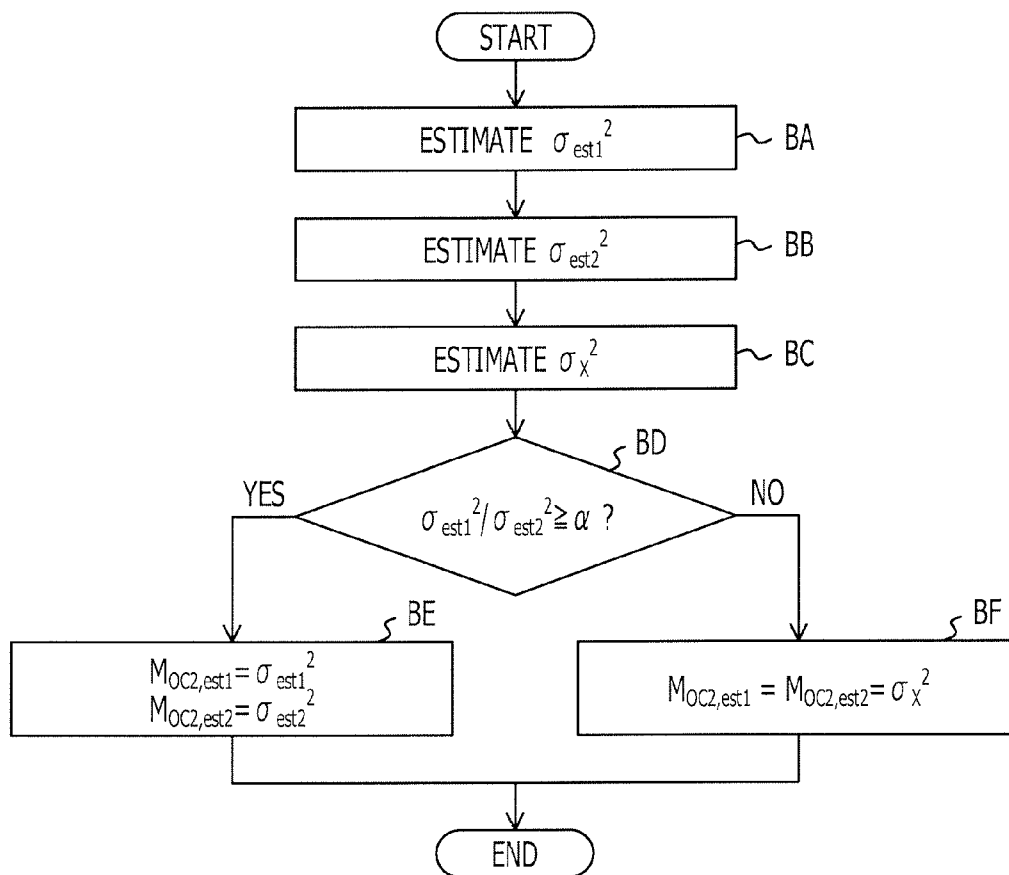 START
ESTIMATE σest1²
BA
ESTIMATE σest2²
BB
ESTIMATE σX²
BC
BD
YES
NO
σest1²/σest2²≧α ?
BE
BF
MOC2,est1=σest1²
MOC2,est2=σest2²
MOC2,est1 = MOC2,est2=σX²
END